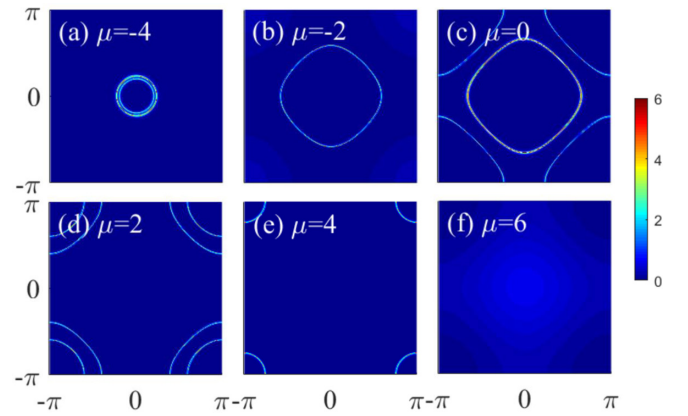 π
(a) μ=-4
(b) μ=-2
(c) μ=0
0
-π
6
4
2
0
π
(d) μ=2
(e) μ=4
(f) μ=6
0
-π
-π 0 π-π 0 π-π 0 π